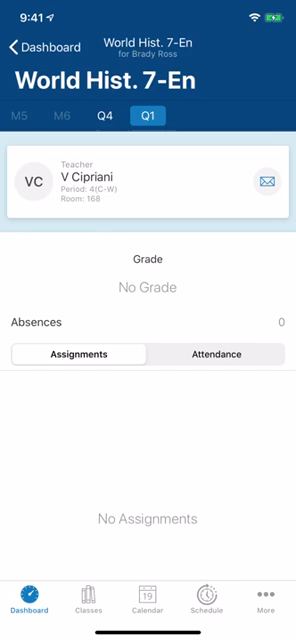 9:41
Dashboard
World Hist. 7-En
for Brady Ross
World Hist. 7-En
M5 M6 Q4 Q1
VC
Teacher
V Cipriani
Period: 4(C-W)
Room: 168
Grade
No Grade
Absences 0
Assignments Attendance
No Assignments
19
Dashboard Classes Calendar Schedule More